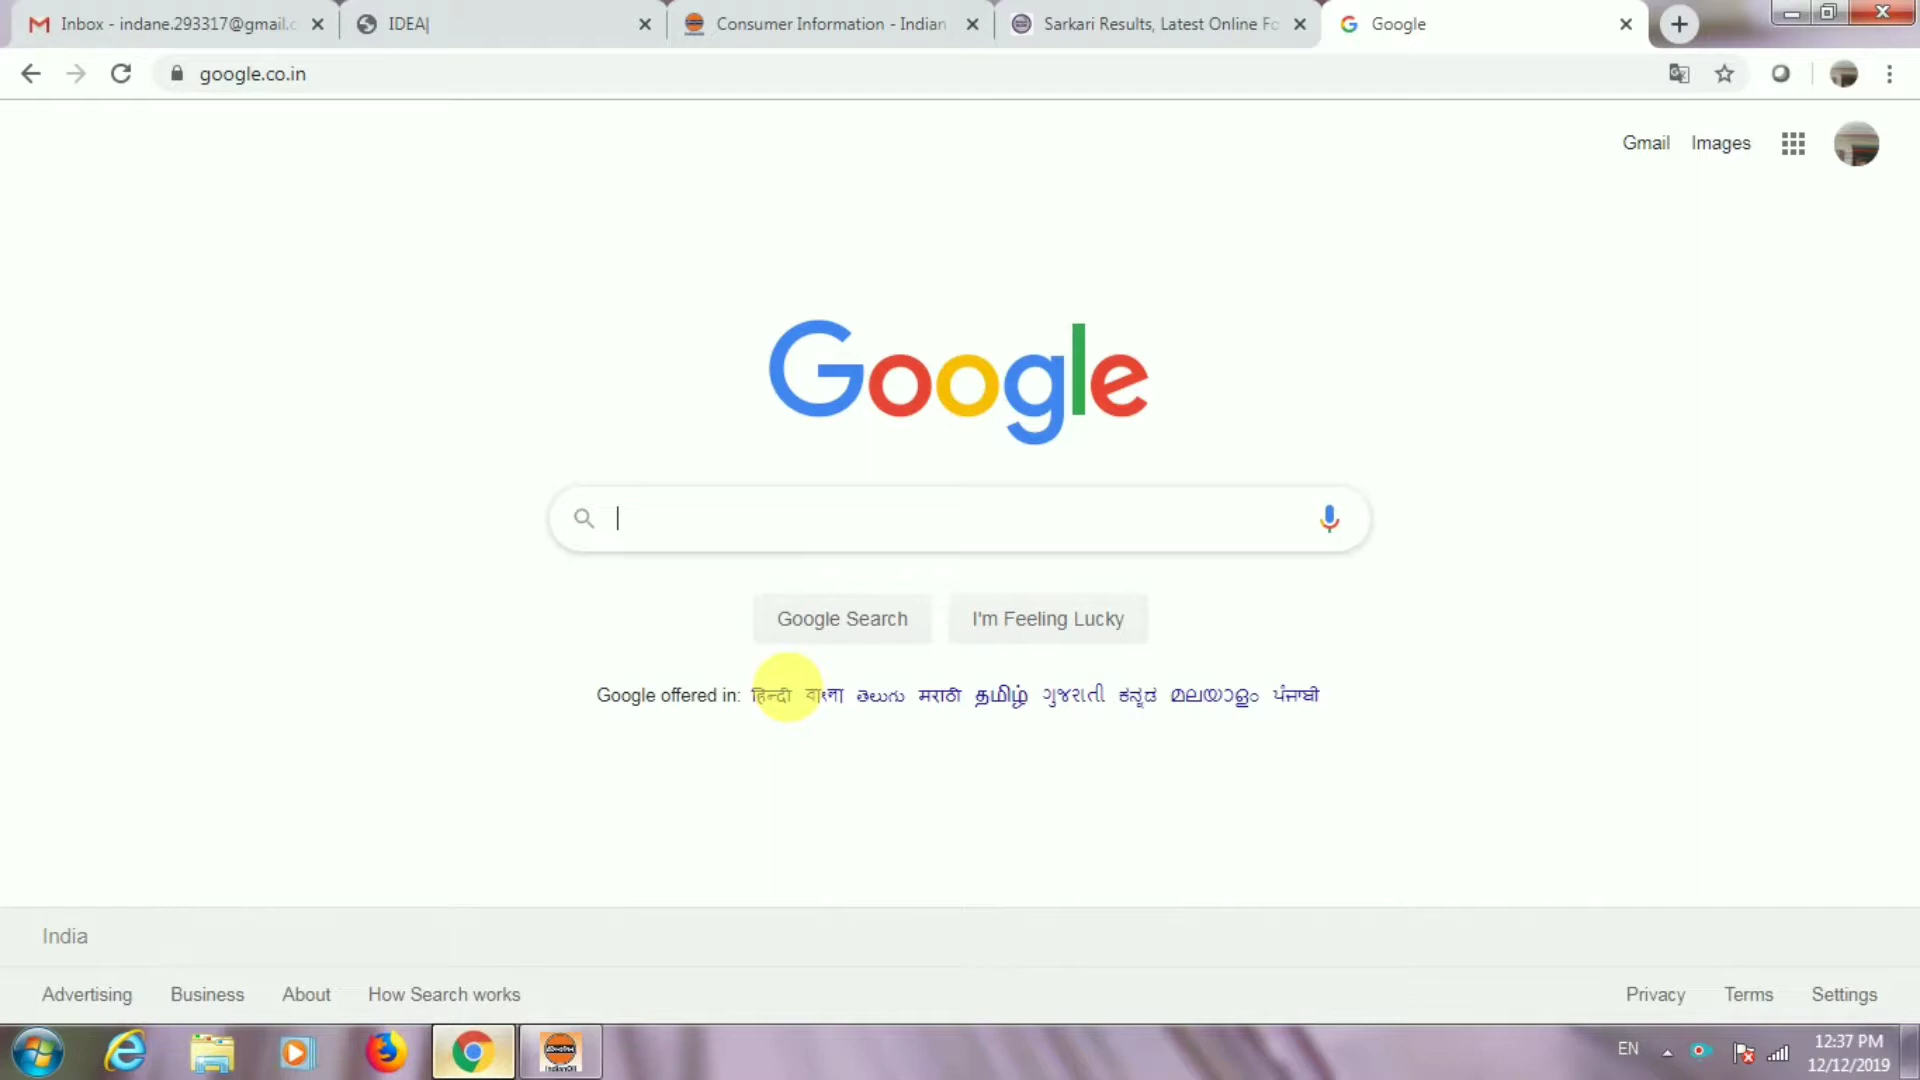 Inbox - indane.293317@gmail.c
IDEA|
Consumer Information - Indian
Sarkari Results, Latest Online Fo
Google
google.co.in
Gmail Images
Google
Google Search
I'm Feeling Lucky
Google offered in: हिन्दी বাংলা తెలుగు मराठी தமிழ் ગુજરાતી ಕನ್ನಡ മലയാളം ਪੰਜਾਬੀ
India
Advertising Business About How Search works
Privacy Terms Settings
IndianOil
EN
12:37 PM
12/12/2019